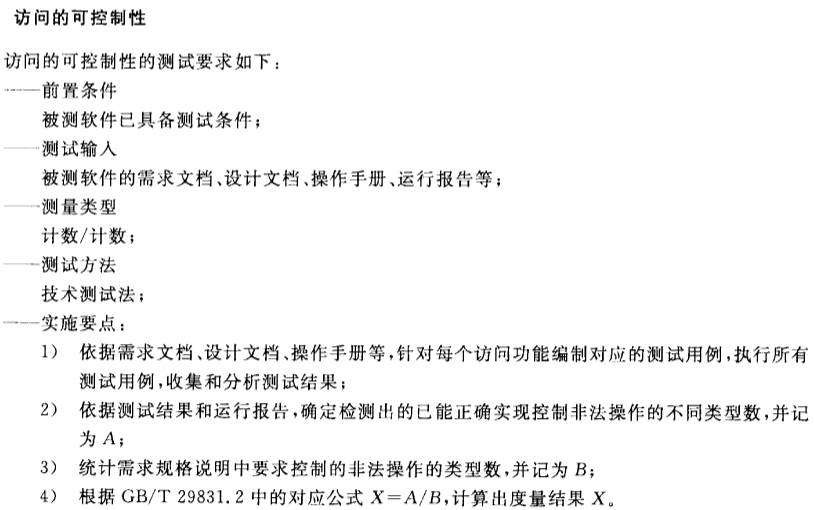 访问的可控制性
访问的可控制性的测试要求如下:
——前置条件
被测软件已具备测试条件;
——测试输入
被测软件的需求文档、设计文档、操作手册、运行报告等;
——测量类型
计数/计数;
——测试方法
技术测试法;
——实施要点:
1) 依据需求文档、设计文档、操作手册等,针对每个访问功能编制对应的测试用例,执行所有
测试用例,收集和分析测试结果;
2) 依据测试结果和运行报告,确定检测出的已能正确实现控制非法操作的不同类型数,并记
为 A;
3) 统计需求规格说明中要求控制的非法操作的类型数,并记为 B;
4) 根据 GB/T 29831.2 中的对应公式 X=A/B,计算出度量结果 X。